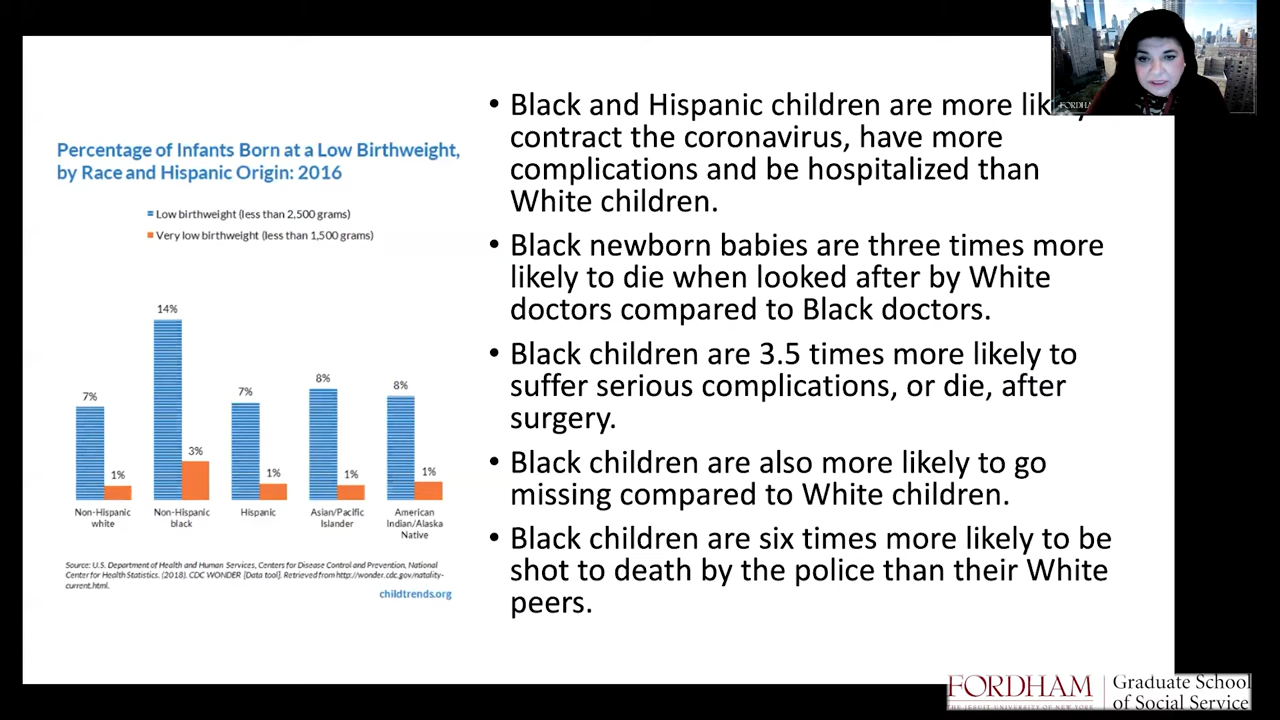 Percentage of Infants Born at a Low Birthweight,
by Race and Hispanic Origin: 2016
Low birthweight (less than 2,500 grams)
Very low birthweight (less than 1,500 grams)
7%
1%
14%
3%
7%
1%
8%
1%
8%
1%
Non-Hispanic
white
Non-Hispanic
black
Hispanic
Asian/Pacific
Islander
American
Indian/Alaska
Native
Source: U.S. Department of Health and Human Services, Centers for Disease Control and Prevention, National
Center for Health Statistics. (2018). CDC WONDER [Data tool]. Retrieved from http://wonder.cdc.gov/natality-
current.html.
childtrends.org
• Black and Hispanic children are more
contract the coronavirus, have more
complications and be hospitalized than
White children.
• Black newborn babies are three times more
likely to die when looked after by White
doctors compared to Black doctors.
• Black children are 3.5 times more likely to
suffer serious complications, or die, after
surgery.
• Black children are also more likely to go
missing compared to White children.
• Black children are six times more likely to be
shot to death by the police than their White
peers.
FORDHAM
THE JESUIT UNIVERSITY OF NEW YORK
Graduate School
of Social Service